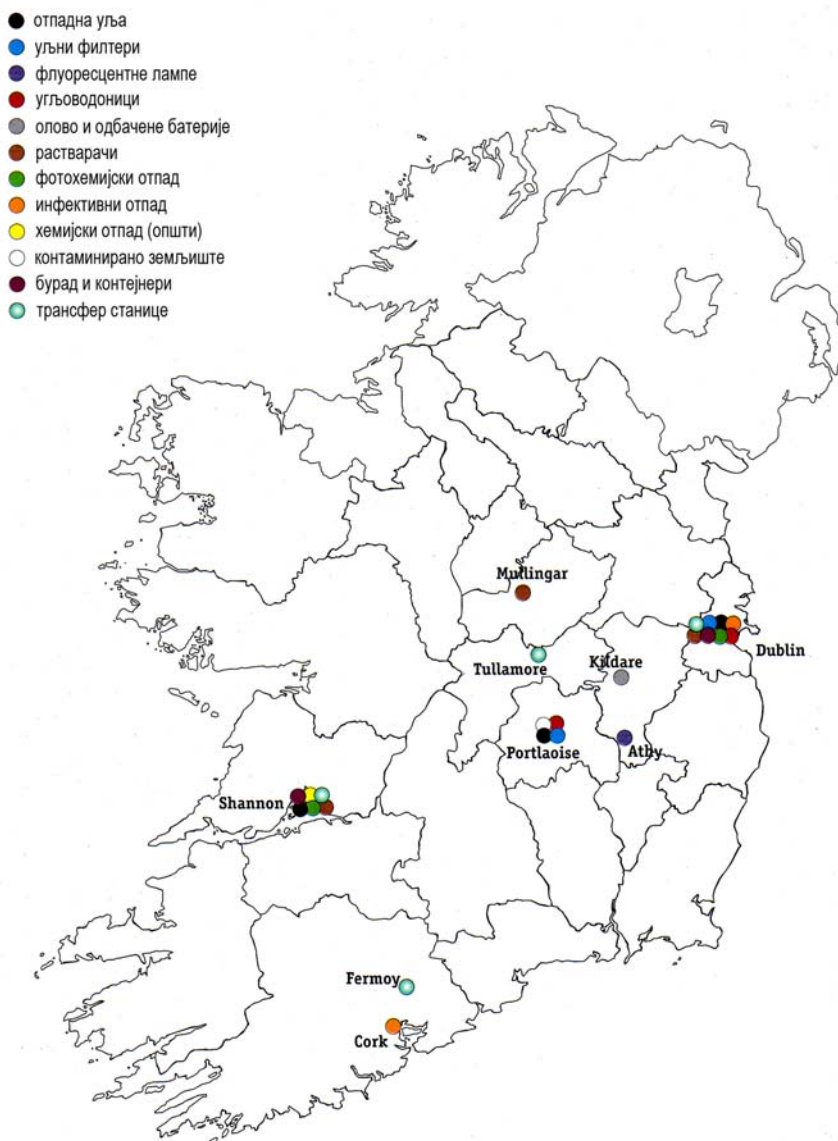 отпадна уља
уљни филтери
флуоресцентне лампе
угљоводоници
олово и одбачене батерије
растварачи
фотохемијски отпад
инфективни отпад
хемијски отпад (општи)
контаминирано земљиште
бурад и контејнери
трансфер станице
Mullingar
Dublin
Tullamore
Kildare
Portlaoise
Athy
Shannon
Fermoy
Cork